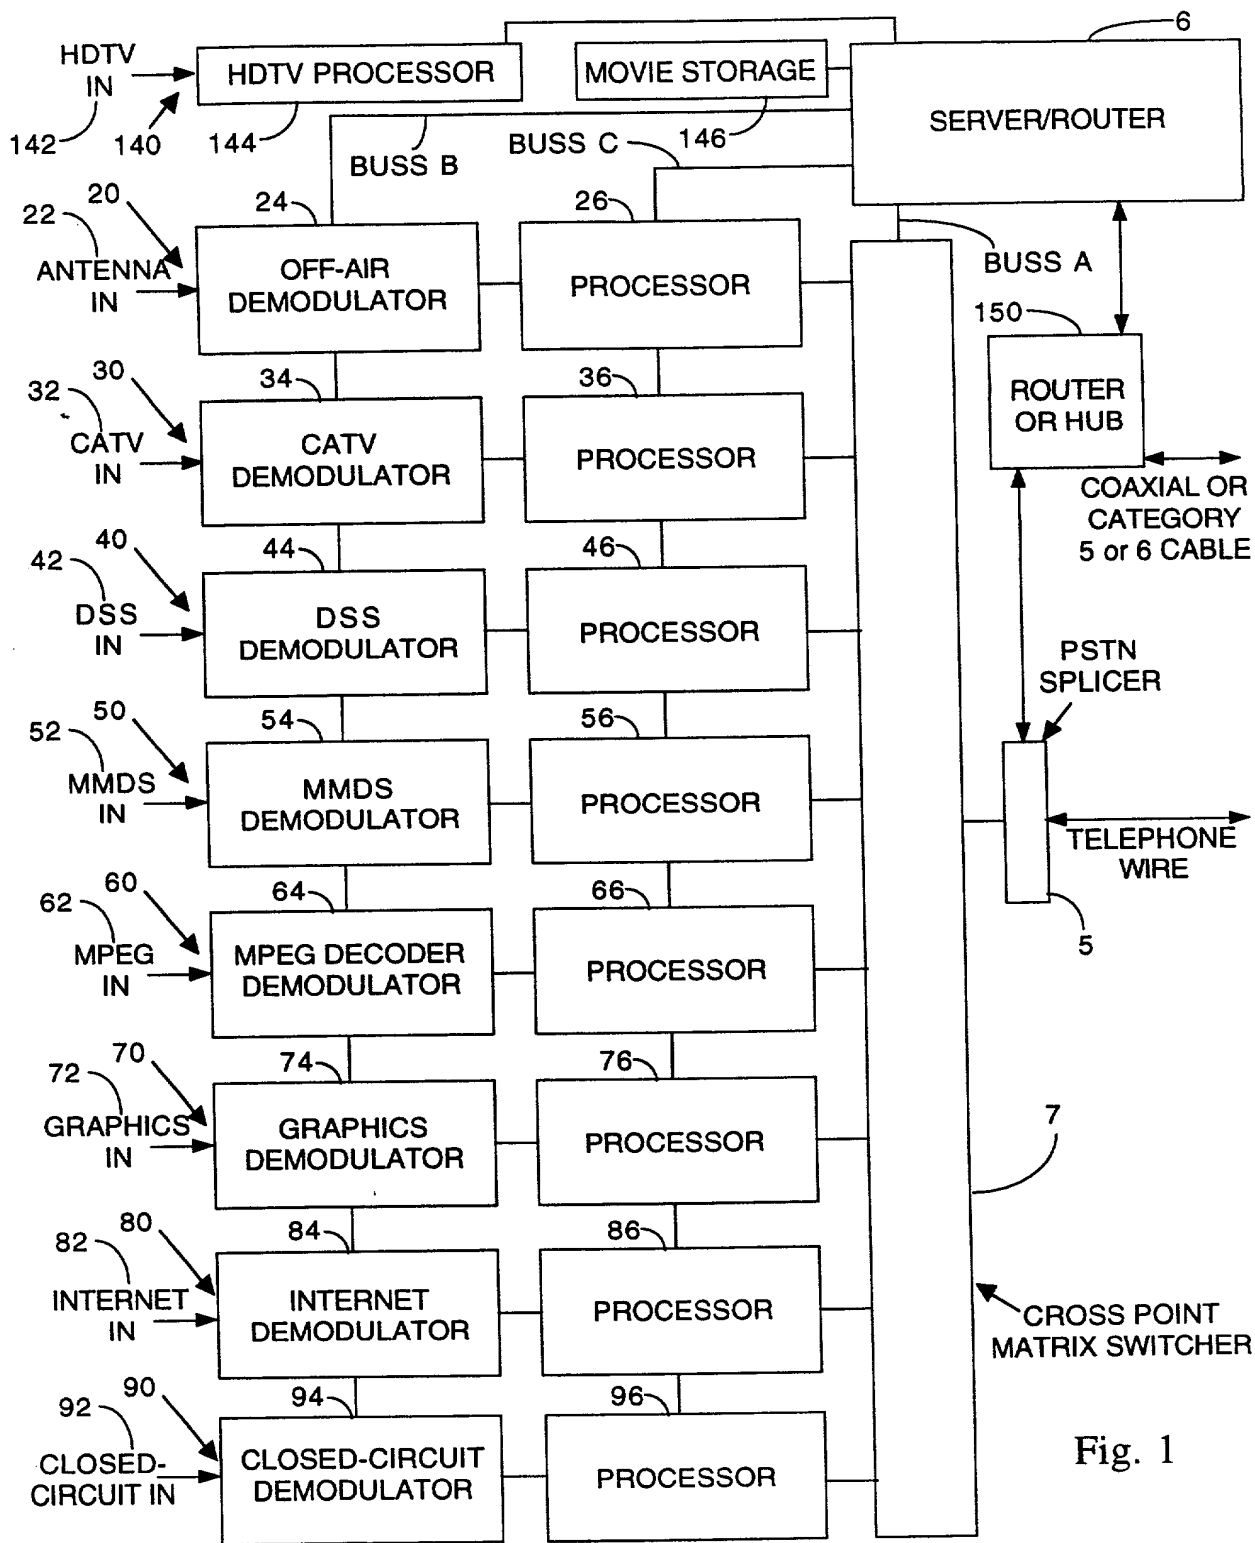 6
HDTV
IN
HDTV PROCESSOR
MOVIE STORAGE
SERVER/ROUTER
142
140
144
146
BUSS B
BUSS C
BUSS A
20
22
24
26
ANTENNA
IN
OFF-AIR
DEMODULATOR
PROCESSOR
150
ROUTER
OR HUB
COAXIAL OR
CATEGORY
5 or 6 CABLE
30
32
34
36
CATV
IN
CATV
DEMODULATOR
PROCESSOR
40
42
44
46
DSS
IN
DSS
DEMODULATOR
PROCESSOR
PSTN
SPLICER
50
52
54
56
MMDS
IN
MMDS
DEMODULATOR
PROCESSOR
TELEPHONE
WIRE
5
60
62
64
66
MPEG
IN
MPEG DECODER
DEMODULATOR
PROCESSOR
70
72
74
76
GRAPHICS
IN
GRAPHICS
DEMODULATOR
PROCESSOR
7
80
82
84
86
INTERNET
IN
INTERNET
DEMODULATOR
PROCESSOR
CROSS POINT
MATRIX SWITCHER
90
92
94
96
CLOSED-
CIRCUIT IN
CLOSED-CIRCUIT
DEMODULATOR
PROCESSOR
Fig. 1